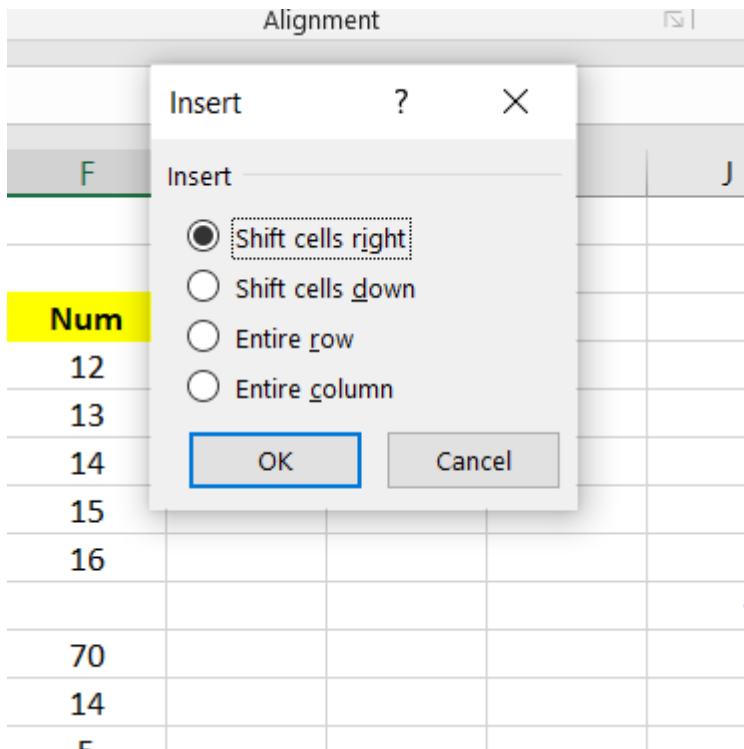 Alignment
Insert ?
F
J
Insert
Shift cells right
Shift cells down
Entire row
Entire column
OK Cancel
Num
12
13
14
15
16
70
14